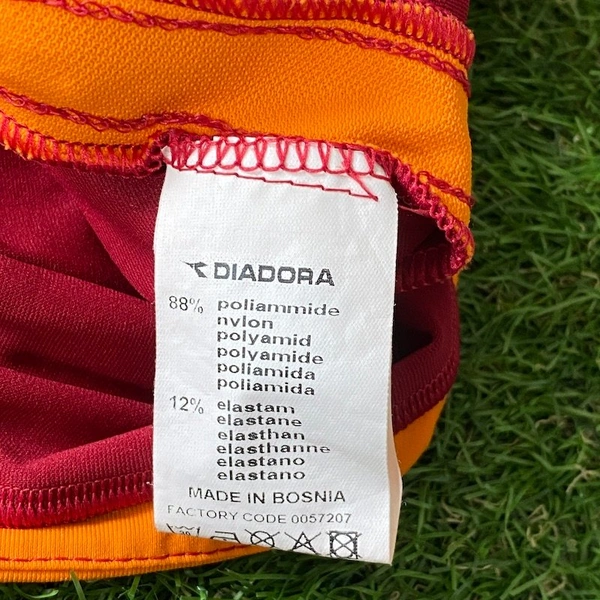 DIADORA
88% poliammide
nylon
polyamid
polyamide
poliamida
poliamida
12% elastam
elastane
elasthan
elasthanne
elastano
elastano
MADE IN BOSNIA
FACTORY CODE 0057207